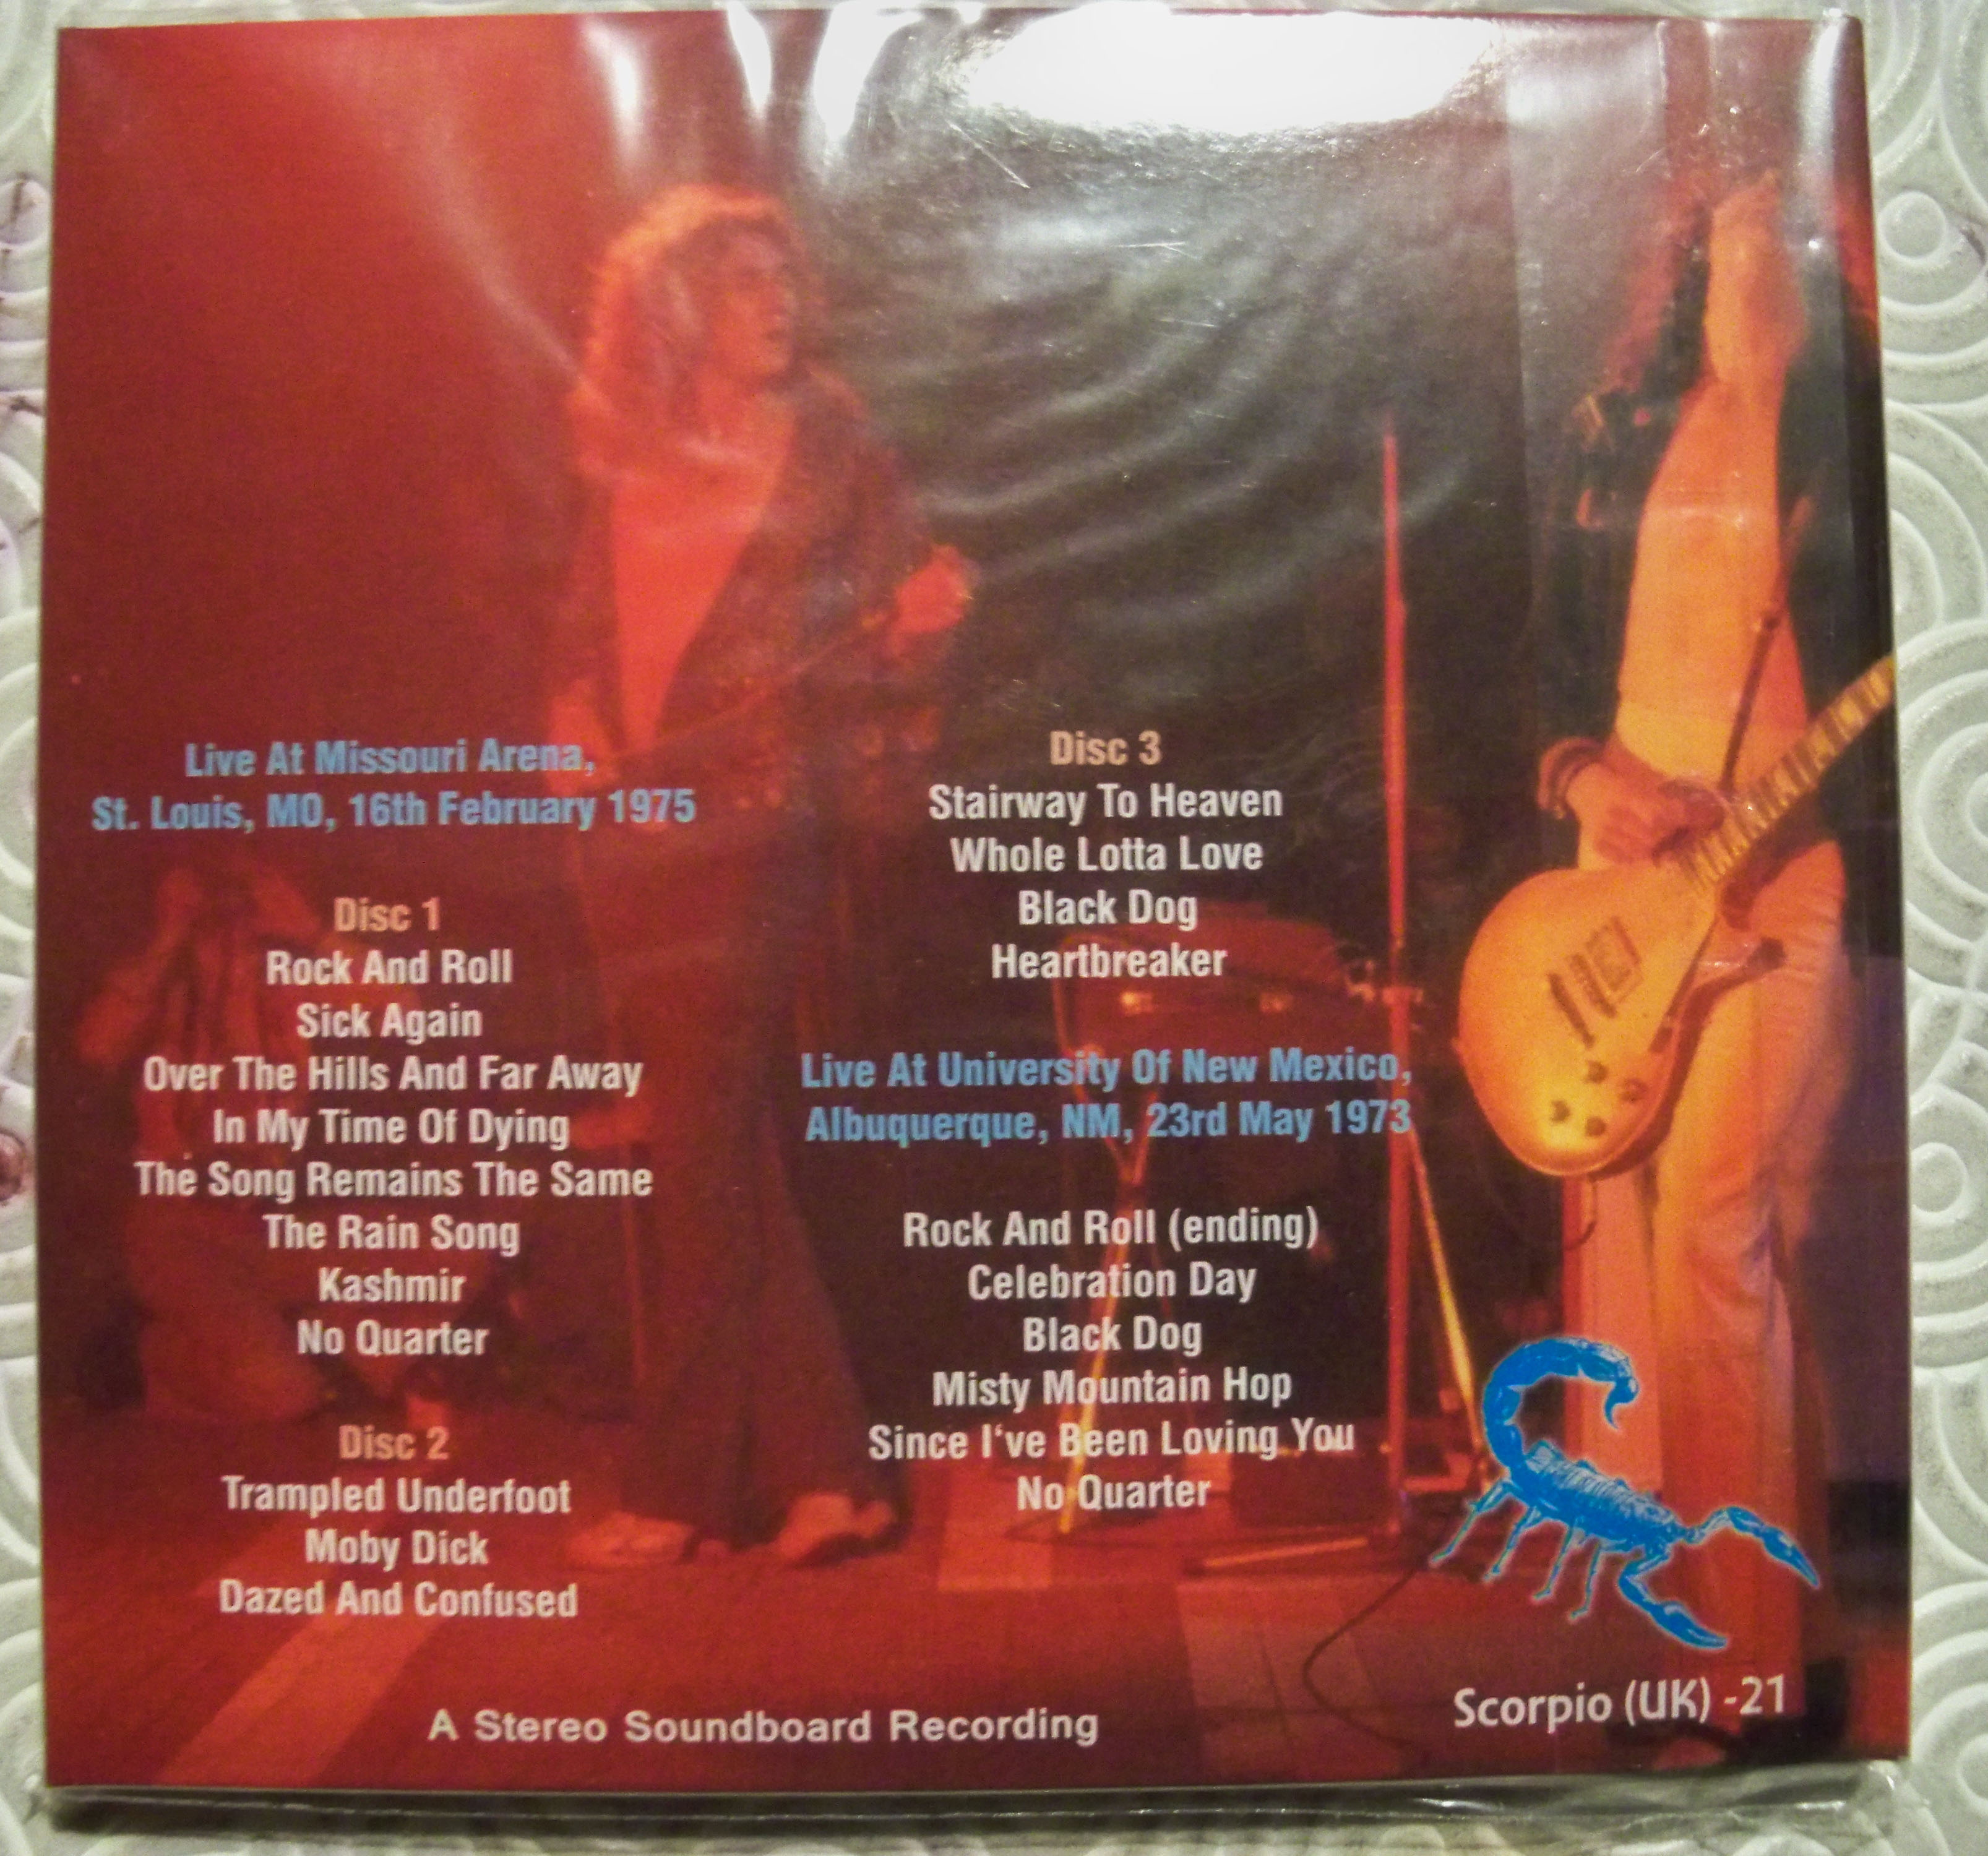 Live At Missouri Arena,
St. Louis, MO, 16th February 1975
Disc 1
Rock And Roll
Sick Again
Over The Hills And Far Away
In My Time Of Dying
The Song Remains The Same
The Rain Song
Kashmir
No Quarter
Disc 2
Trampled Underfoot
Moby Dick
Dazed And Confused
Disc 3
Stairway To Heaven
Whole Lotta Love
Black Dog
Heartbreaker
Live At University Of New Mexico,
Albuquerque, NM, 23rd May 1973
Rock And Roll (ending)
Celebration Day
Black Dog
Misty Mountain Hop
Since I‘ve Been Loving You
No Quarter
A Stereo Soundboard Recording
Scorpio (UK) -21